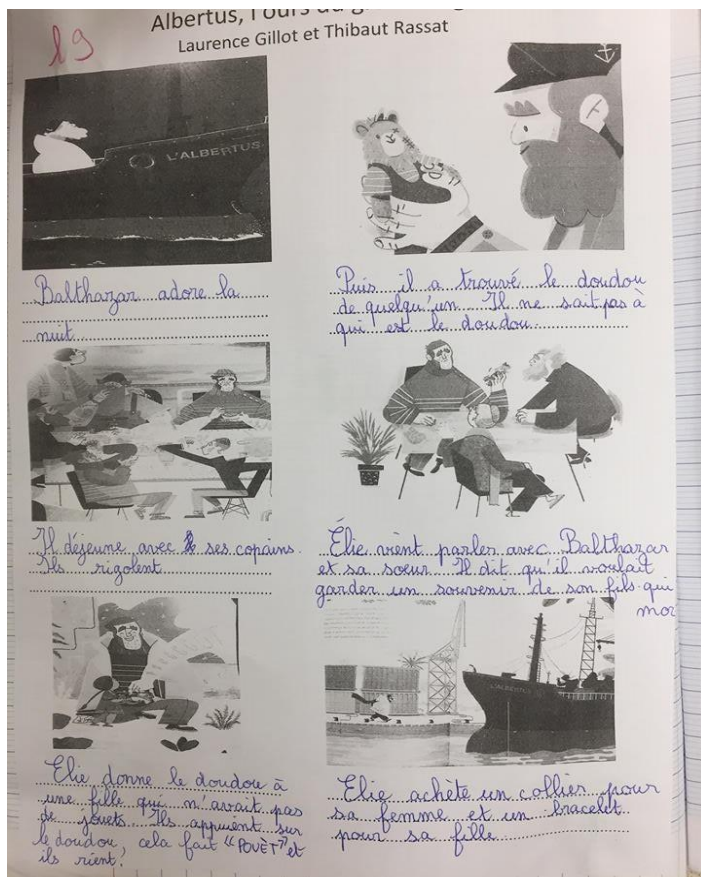 Albertus, l'ours du
Laurence Gillot et Thibaut Rassat
19
L'ALBERTUS
Balthazar adore la
nuit
Puis il a trouvé le doudou
de quelqu'un. Il ne sait pas à
qui est le doudou.
Il déjeune avec ses copains.
Ils rigolent
Élie vient parler avec Balthazar
et sa soeur Il dit qu'il voulait
garder un souvenir de son fils qui
mor
Elie donne le doudou à
une fille qui n'avait pas
de jouets. Ils appuient sur
le doudou, cela fait "POUËT" et
ils rient!
L'ALBERTUS
Elie achète un collier pour
sa femme et un bracelet
pour sa fille